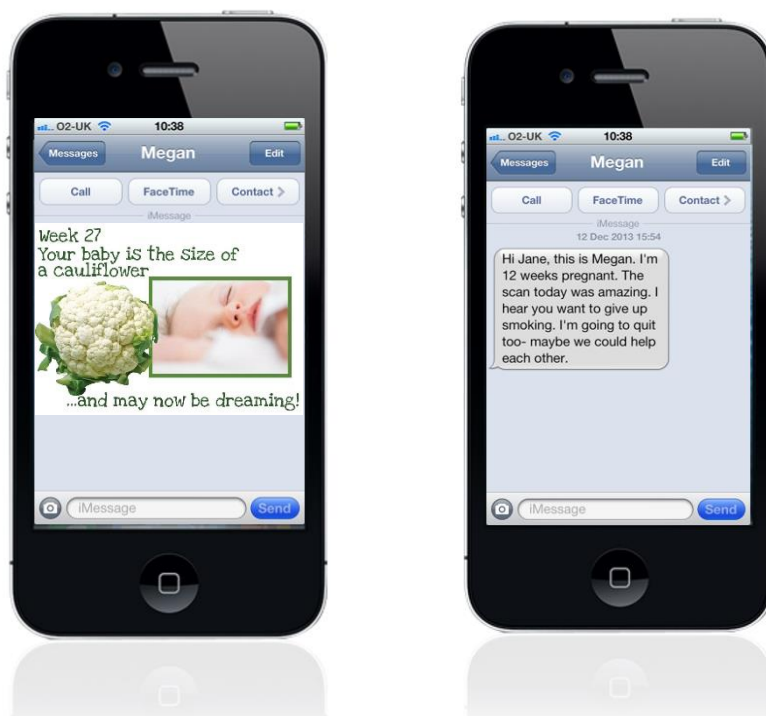 O2-UK 10:38
Messages Megan Edit
Call FaceTime Contact
iMessage
Week 27
Your baby is the size of
a cauliflower
...and may now be dreaming!
iMessage Send
O2-UK 10:38
Messages Megan Edit
Call FaceTime Contact
iMessage
12 Dec 2013 15:54
Hi Jane, this is Megan. I'm
12 weeks pregnant. The
scan today was amazing. I
hear you want to give up
smoking. I'm going to quit
too- maybe we could help
each other.
iMessage Send